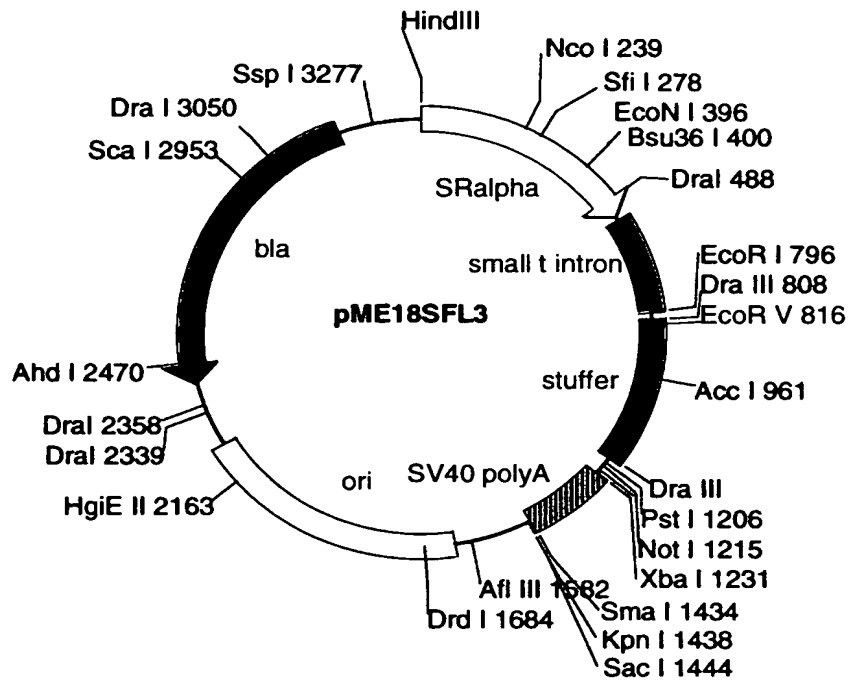 HindIII
Nco I 239
Ssp I 3277
Sfi I 278
Dra I 3050
EcoN I 396
Bsu36 I 400
Sca I 2953
DraI 488
SRalpha
bla
small t intron
EcoR I 796
Dra III 808
pME18SFL3
EcoR V 816
Ahd I 2470
stuffer
Acc I 961
DraI 2358
DraI 2339
ori
SV40 polyA
Dra III
HgiE II 2163
Pst I 1206
Not I 1215
Xba I 1231
Afl III 1582
Drd I 1684
Sma I 1434
Kpn I 1438
Sac I 1444